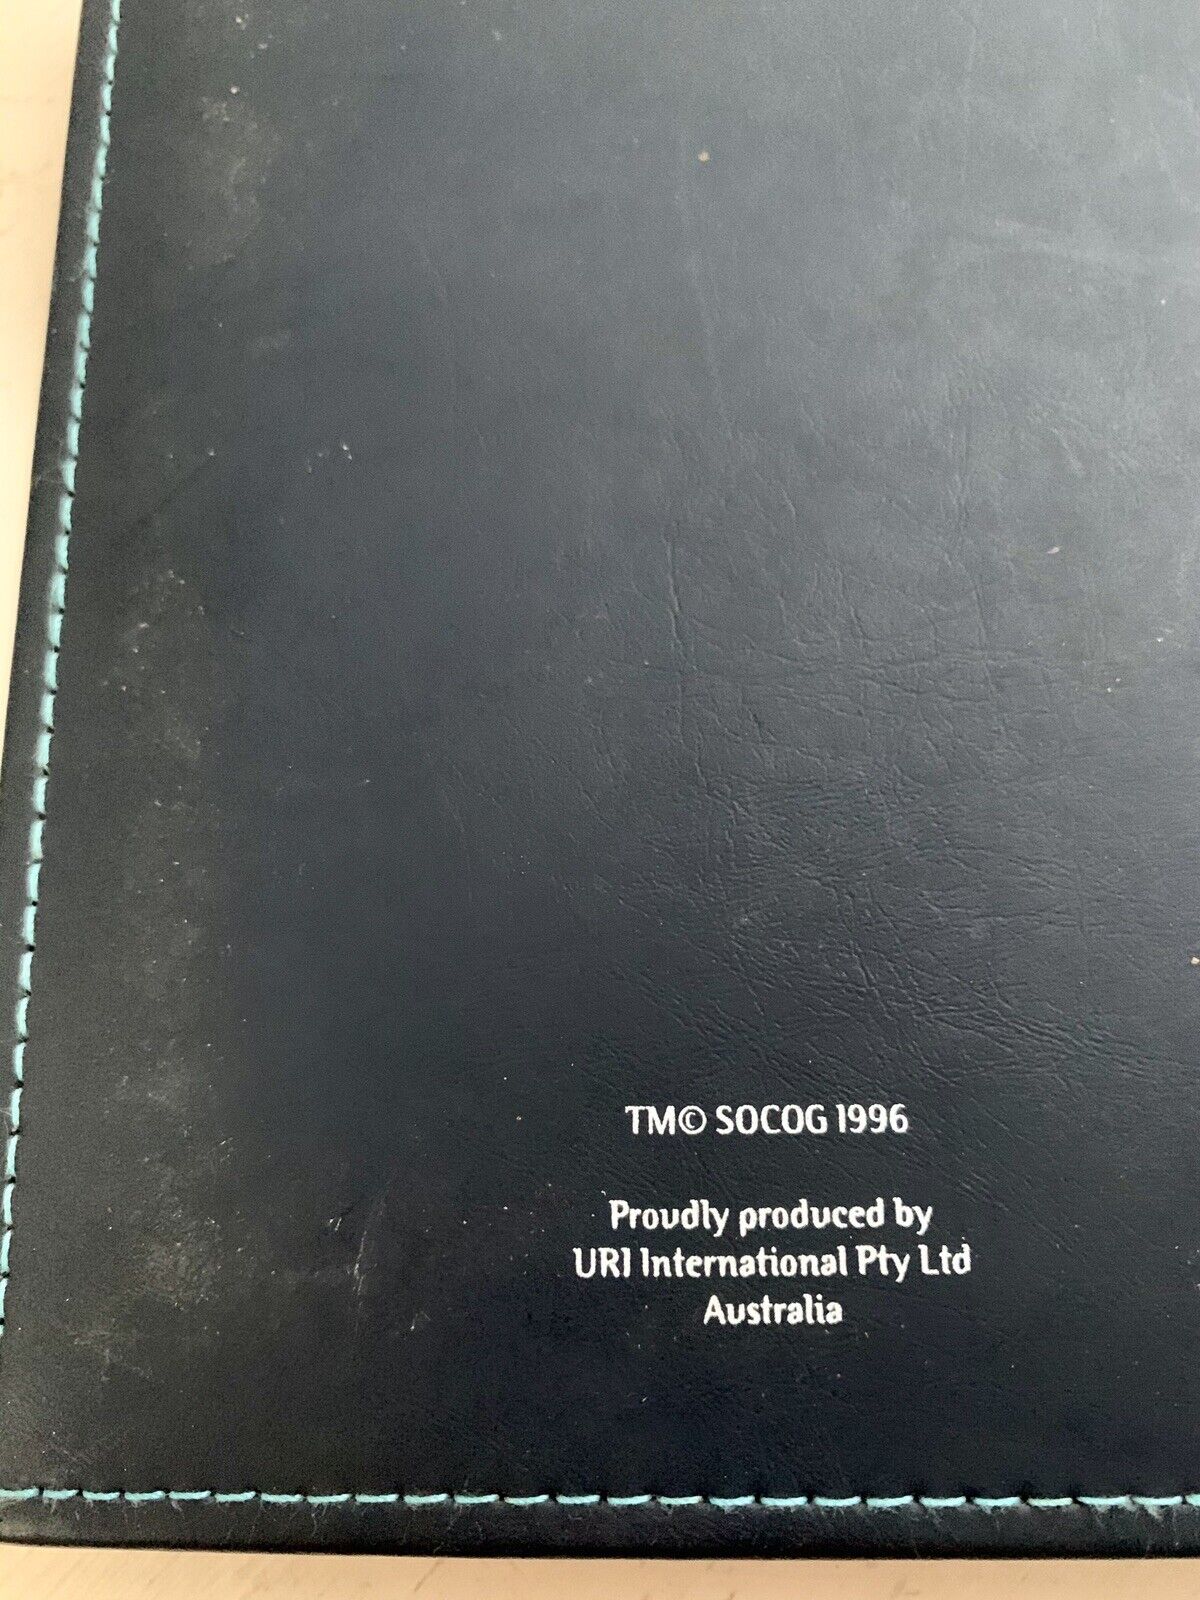 TM© SOCOG 1996
Proudly produced by
URI International Pty Ltd
Australia